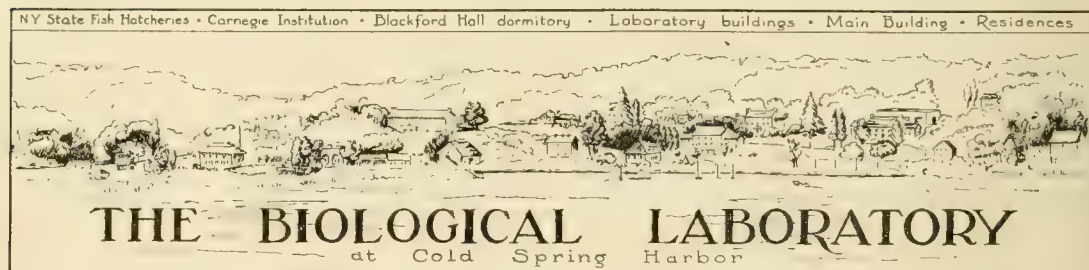 NY State Fish Hatcheries • Carnegie Institution • Blackford Hall dormitory • Laboratory buildings • Main Building • Residences
THE BIOLOGICAL LABORATORY
at Cold Spring Harbor